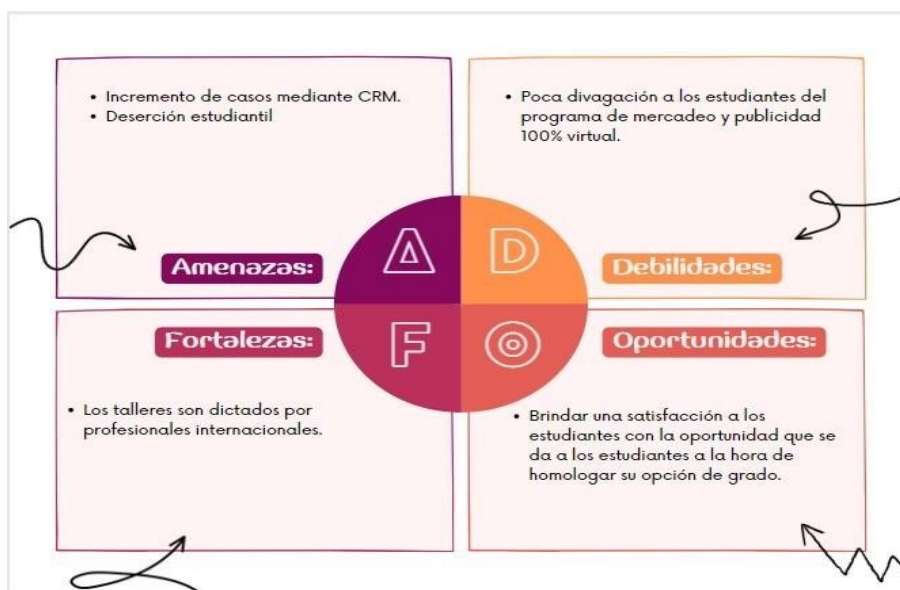 • Incremento de casos mediante CRM.
• Deserción estudiantil
Amenazas:
• Poca divagación a los estudiantes del
programa de mercadeo y publicidad
100% virtual.
Debilidades:
A D
F O
Fortalezas:
• Los talleres son dictados por
profesionales internacionales.
Oportunidades:
• Brindar una satisfacción a los
estudiantes con la oportunidad que se
da a los estudiantes a la hora de
homologar su opción de grado.